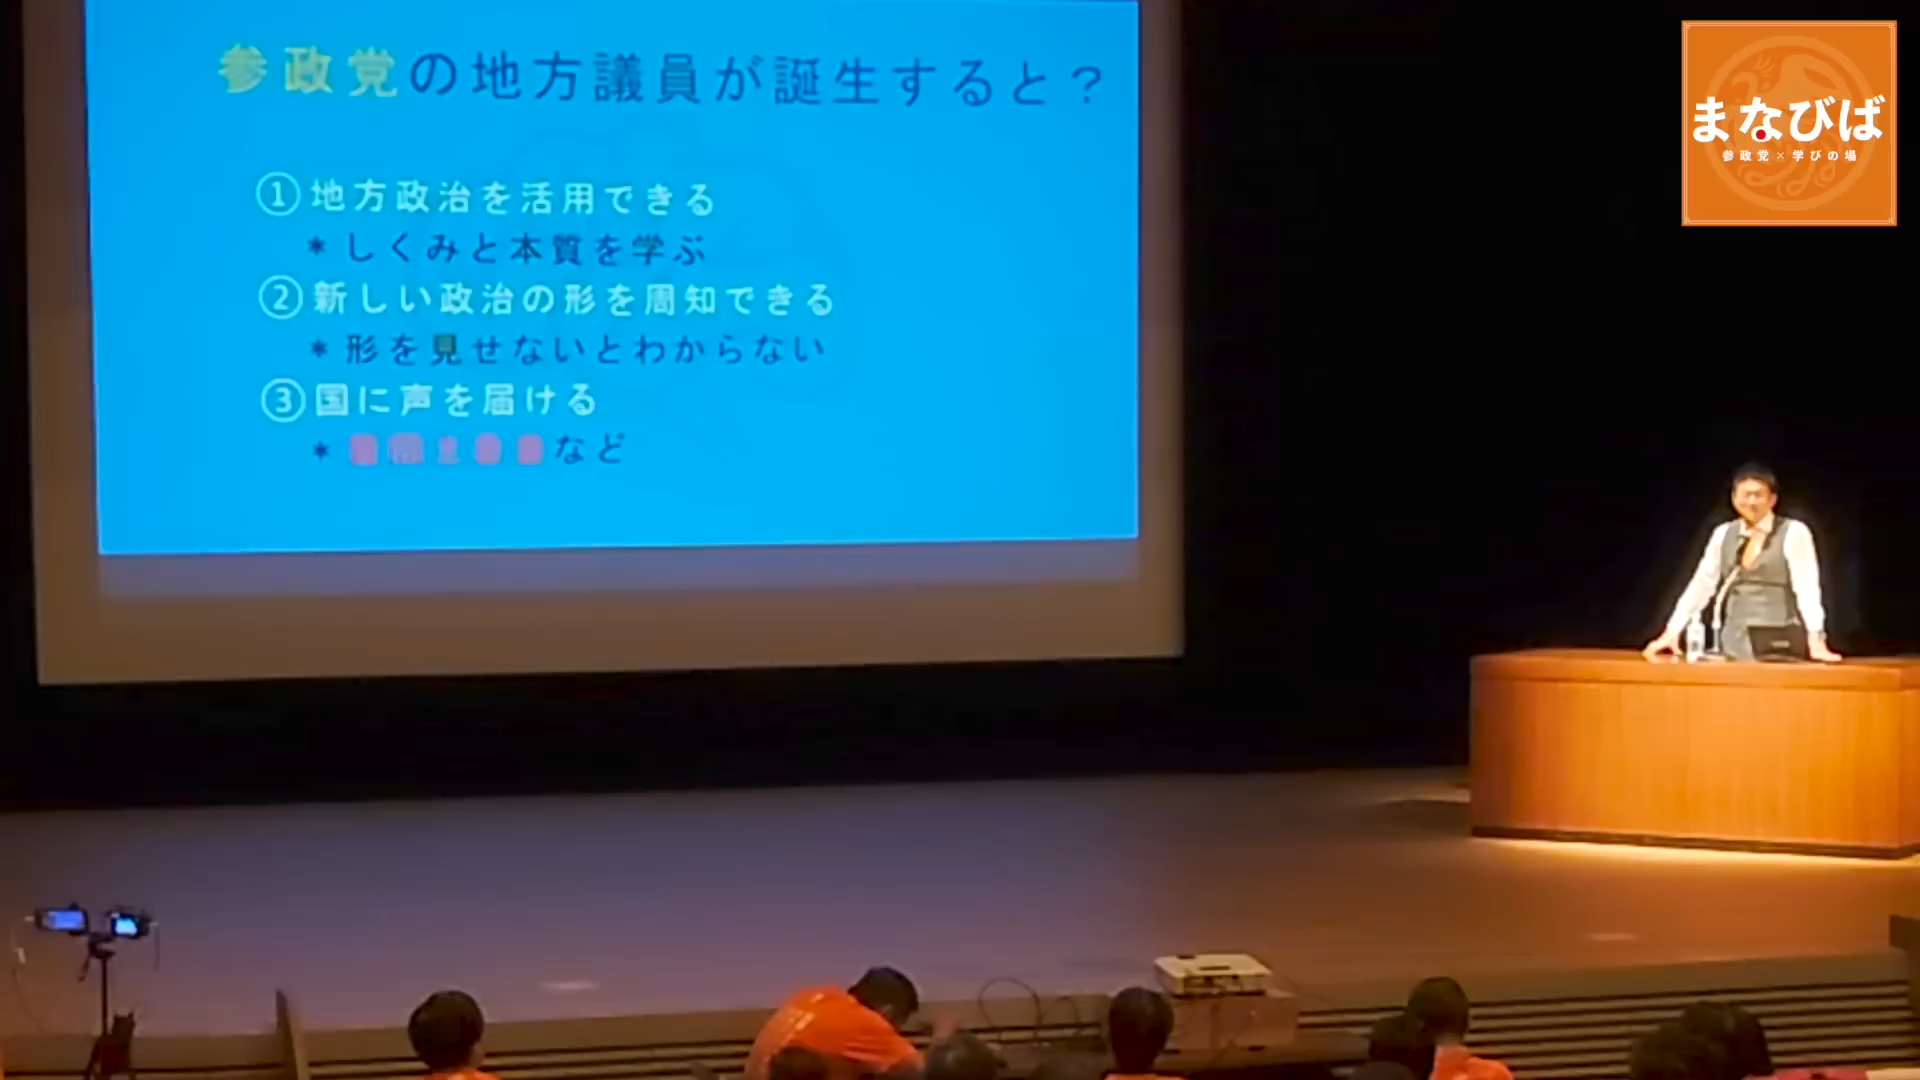 参政党の地方議員が誕生すると？
①地方政治を活用できる
＊しくみと本質を学ぶ
②新しい政治の形を周知できる
＊形を見せないとわからない
③国に声を届ける
＊ など
まなびば
参政党×学びの場